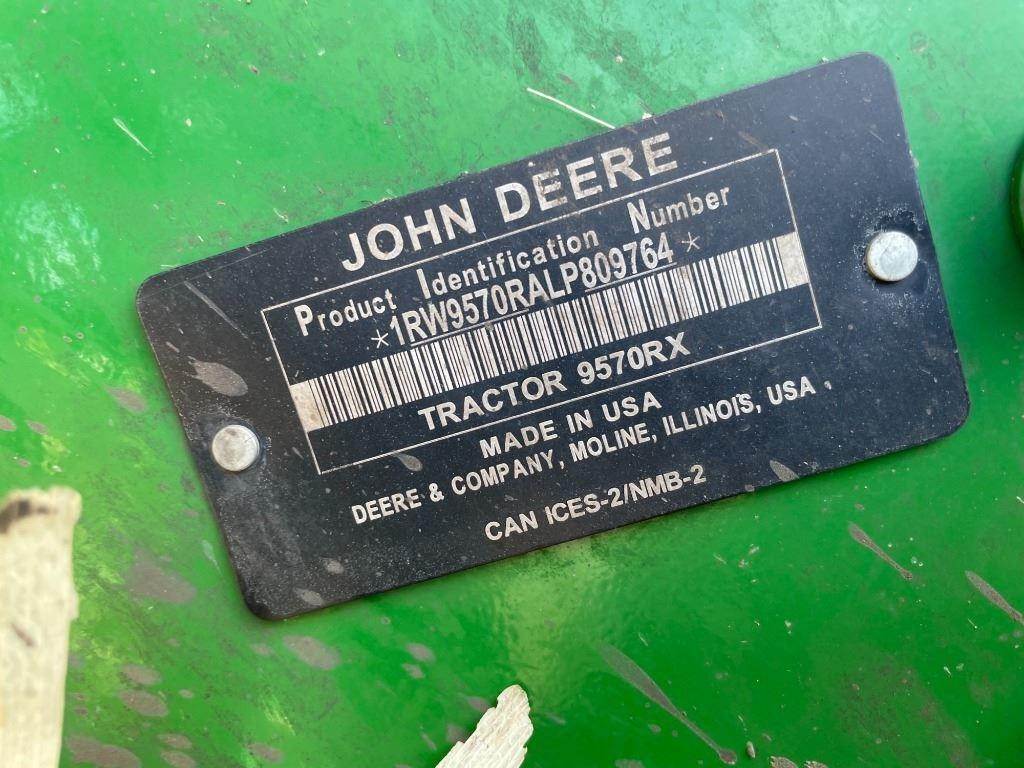 JOHN DEERE
Product Identification Number
*1RW9570RALP809764*
TRACTOR 9570RX
MADE IN USA
DEERE & COMPANY, MOLINE, ILLINOIS, USA
CAN ICES-2/NMB-2